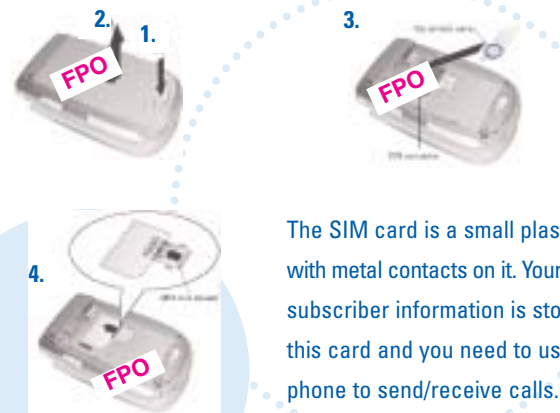 2.
1.
FPO
3.
FPO
4.
FPO
The SIM card is a small plas
with metal contacts on it. Your
subscriber information is sto
this card and you need to us
phone to send/receive calls.